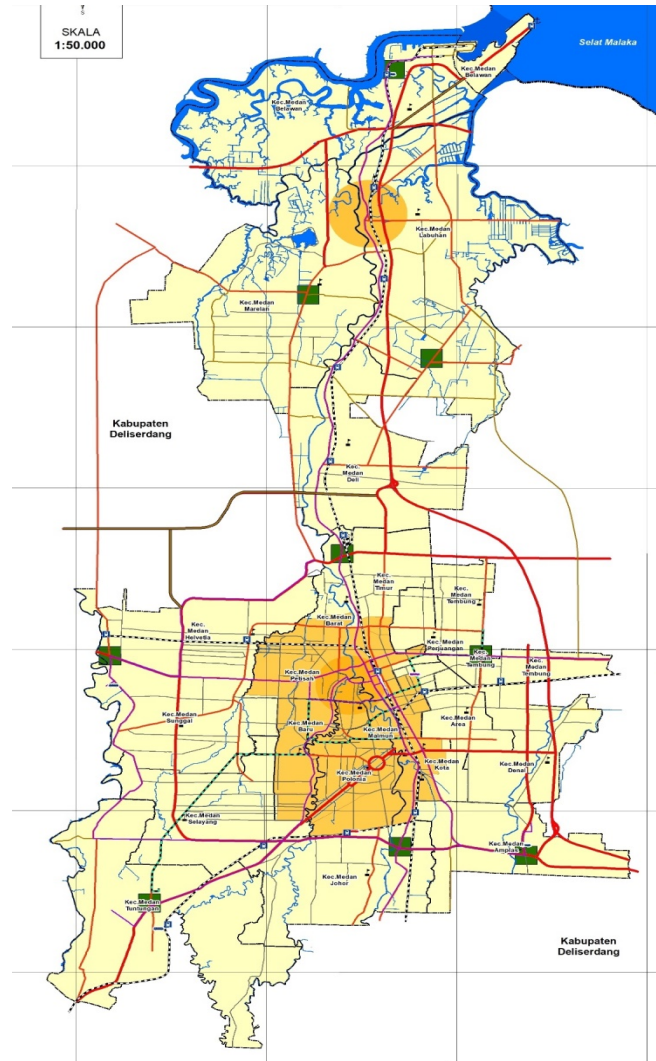 S
SKALA
1:50.000
Selat Malaka
Kec.Medan
Belawan
Kec.Medan
Belawan
Kec.Medan
Labuhan
Kec.Medan
Marelan
Kabupaten
Deliserdang
Kec.
Medan
Deli
Kec.
Medan
Timur
Kec.
Medan
Tembung
Kec.Medan
Barat
Kec.
Medan
Helvetia
Kec.Medan
Perjuangan
Kec.
Medan
Tembung
Kec.
Medan
Tembung
Kec.Medan
Petisah
Kec.Medan
Sunggal
Kec.Medan
Baru
Kec.Medan
Maimun
Kec.Medan
Area
Kec.Medan
Polonia
Kec.Medan
Kota
Kec.Medan
Denai
Kec.Medan
Selayang
Kec.Medan
Amplas
Kec.Medan
Johor
Kec.Medan
Tuntungan
Kabupaten
Deliserdang